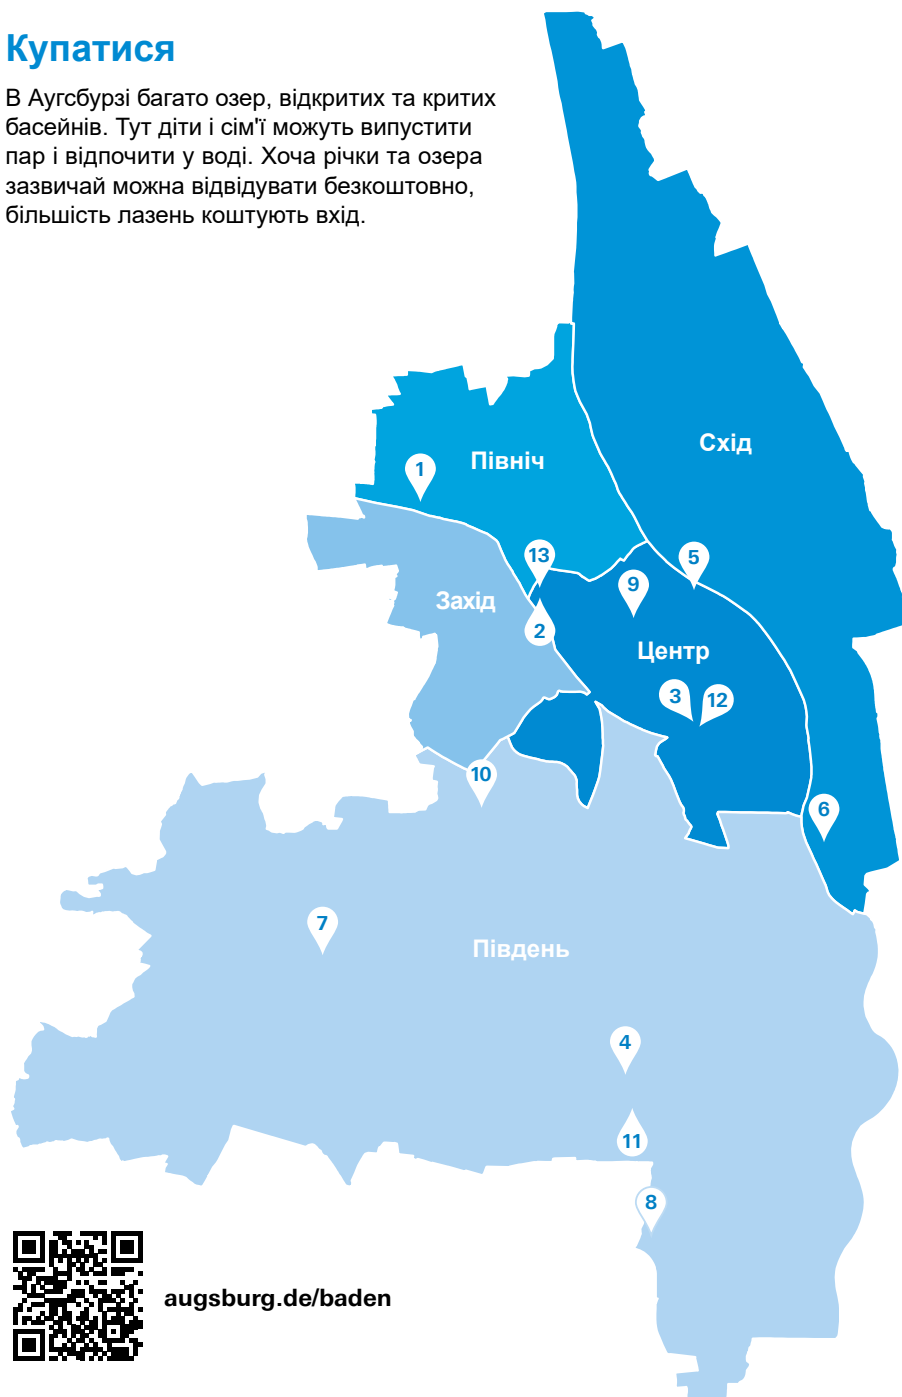 Купатися
В Аугсбурзі багато озер, відкритих та критих
басейнів. Тут діти і сім'ї можуть випустити
пар і відпочити у воді. Хоча річки та озера
зазвичай можна відвідувати безкоштовно,
більшість лазень коштують вхід.
Схід
Північ
1
13
5
9
Захід
2
Центр
3
12
10
6
7
Південь
4
11
8
augsburg.de/baden